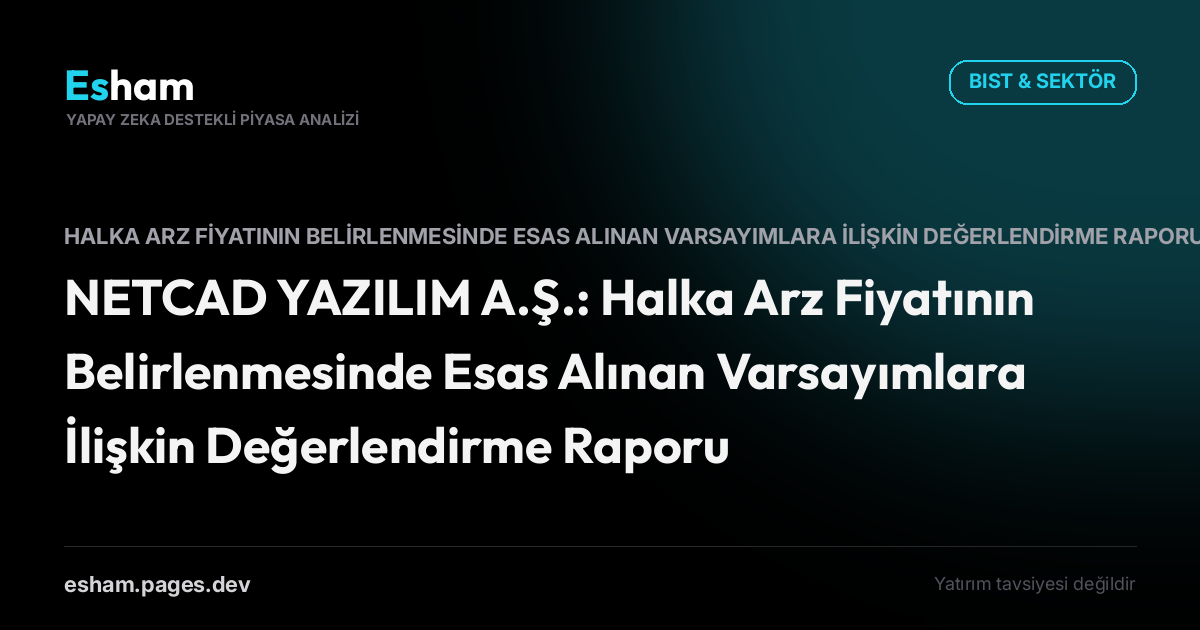 Esham
BIST & SEKTÖR
YAPAY ZEKA DESTEKLİ PİYASA ANALİZİ
HALKA ARZ FİYATININ BELİRLENMESİNDE ESAS ALINAN VARSAYIMLARA İLİŞKİN DEĞERLENDİRME RAPORU
NETCAD YAZILIM A.Ş.: Halka Arz Fiyatının
Belirlenmesinde Esas Alınan Varsayımlara
İlişkin Değerlendirme Raporu
esham.pages.dev
Yatırım tavsiyesi değildir